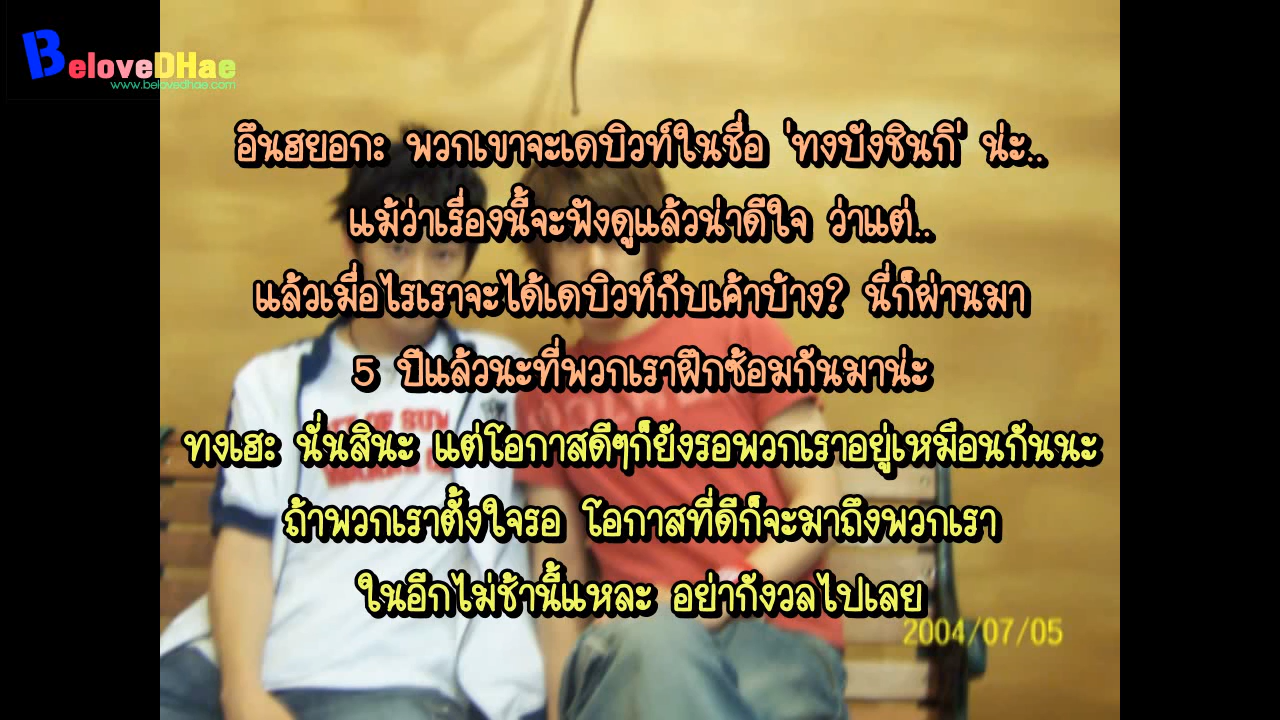 BeloveDHae
www.belovedhae.com
อึนฮยอกะ พวกเขาจะเดบิวท์ในชื่อ 'ทงบังชินกิ' น่ะ..
แม้ว่าเรื่องนี้จะฟังดูแล้วน่าดีใจ ว่าแต่..
แล้วเมื่อไรเราจะได้เดบิวท์กับเค้าบ้าง? นี่ก็ผ่านมา
5 ปีแล้วนะที่พวกเราฝึกซ้อมกันมาน่ะ
ทงเฮะ นั่นสินะ แต่โอกาสดีๆก็ยังรอพวกเราอยู่เหมือนกันนะ
ถ้าพวกเราตั้งใจรอ โอกาสที่ดีก็จะมาถึงพวกเรา
ในอีกไม่ช้านี้แหละ อย่ากังวลไปเลย
2004/07/05